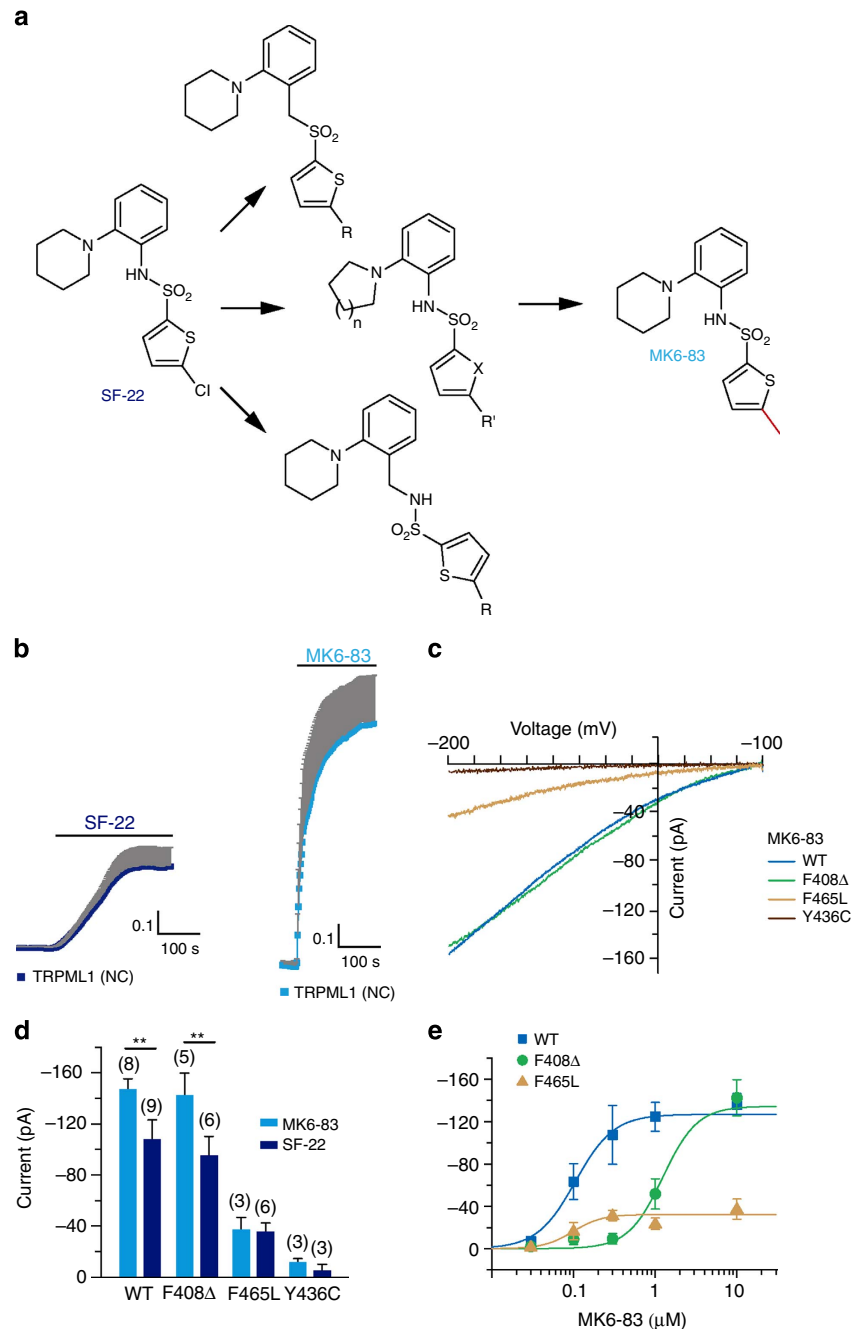 a
N
SO2
S
R
N
HN
SO2
S
Cl
SF-22
N
( )n
HN
SO2
X
R'
N
HN
SO2
S
MK6-83
N
NH
O2S
S
R
b
MK6-83
SF-22
0.1
100 s
0.1
100 s
TRPML1 (NC)
TRPML1 (NC)
c
Voltage (mV)
–200
–100
–40
–80
–120
–160
Current (pA)
MK6-83
WT
F408Δ
F465L
Y436C
d
** **
(8) (9) (5) (6) (3) (6) (3) (3)
–160
–120
–80
–40
0
Current (pA)
MK6-83
SF-22
WT F408Δ F465L Y436C
e
WT
F408Δ
F465L
–160
–120
–80
–40
0
0.1 1 10
MK6-83 (μM)